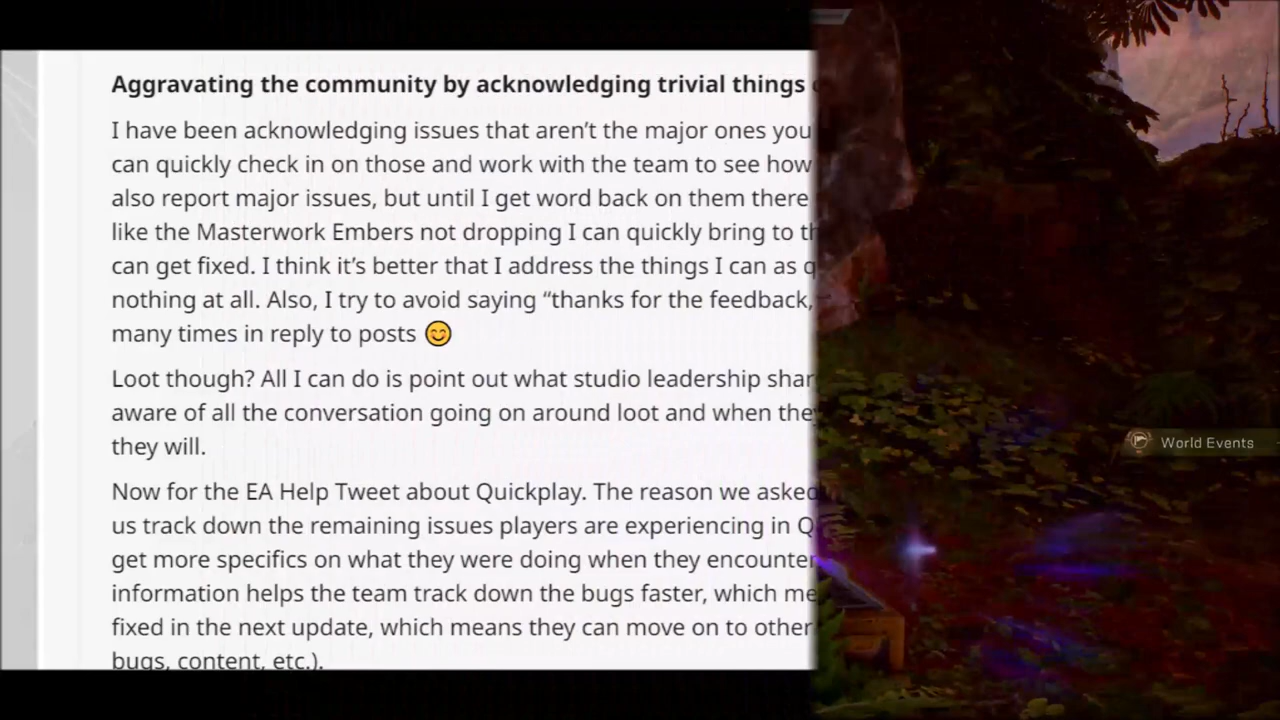 Aggravating the community by acknowledging trivial things
I have been acknowledging issues that aren't the major ones you
can quickly check in on those and work with the team to see how
also report major issues, but until I get word back on them there
like the Masterwork Embers not dropping I can quickly bring to
can get fixed. I think it's better that I address the things I can as
nothing at all. Also, I try to avoid saying “thanks for the feedback,
many times in reply to posts 😊
Loot though? All I can do is point out what studio leadership
aware of all the conversation going on around loot and when they
they will.
World Events
Now for the EA Help Tweet about Quickplay. The reason we asked
us track down the remaining issues players are experiencing in
get more specifics on what they were doing when they
information helps the team track down the bugs faster, which
fixed in the next update, which means they can move on to other
bugs, content, etc.).